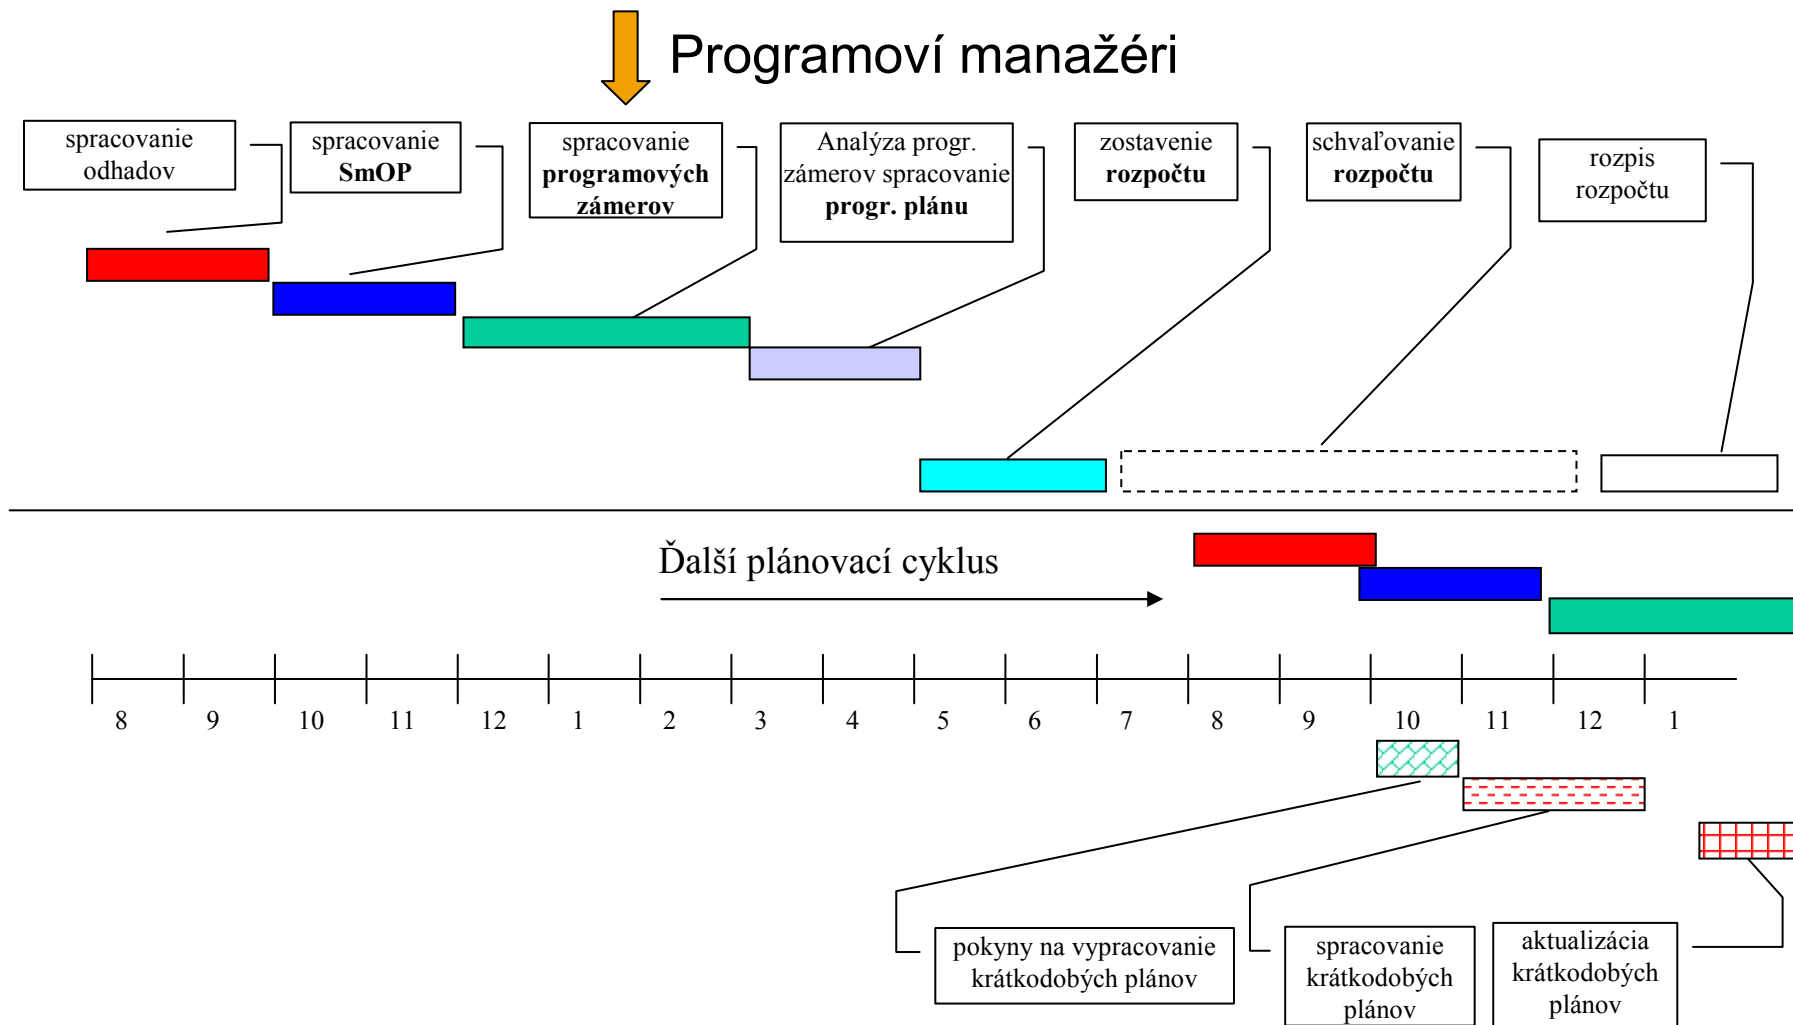 Programoví manažéri
spracovanie
odhadov
spracovanie
SmOP
spracovanie
programových
zámerov
Analýza progr.
zámerov spracovanie
progr. plánu
zostavenie
rozpočtu
schvaľovanie
rozpočtu
rozpis
rozpočtu
Ďalší plánovací cyklus
8 9 10 11 12 1 2 3 4 5 6 7 8 9 10 11 12 1
pokyny na vypracovanie
krátkodobých plánov
spracovanie
krátkodobých
plánov
aktualizácia
krátkodobých
plánov